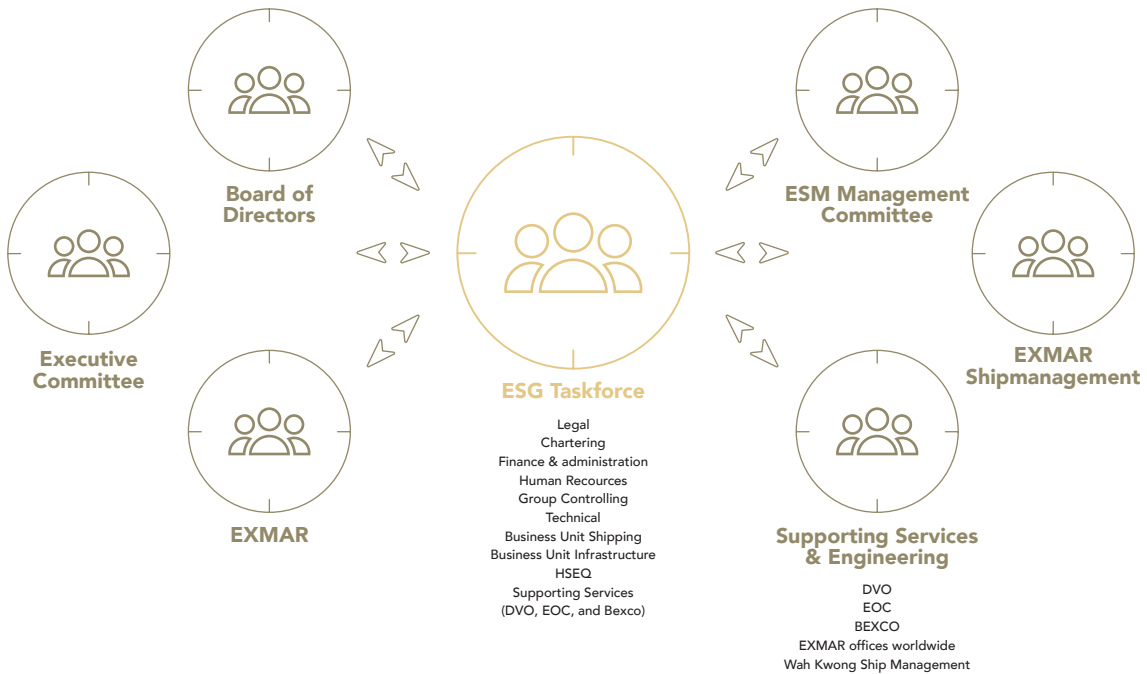 Board of
Directors
ESM Management
Committee
Executive
Committee
EXMAR
Shipmanagement
ESG Taskforce
Legal
Chartering
Finance & administration
Human Recources
Group Controlling
Technical
Business Unit Shipping
Business Unit Infrastructure
HSEQ
Supporting Services
(DVO, EOC, and Bexco)
EXMAR
Supporting Services
& Engineering
DVO
EOC
BEXCO
EXMAR offices worldwide
Wah Kwong Ship Management